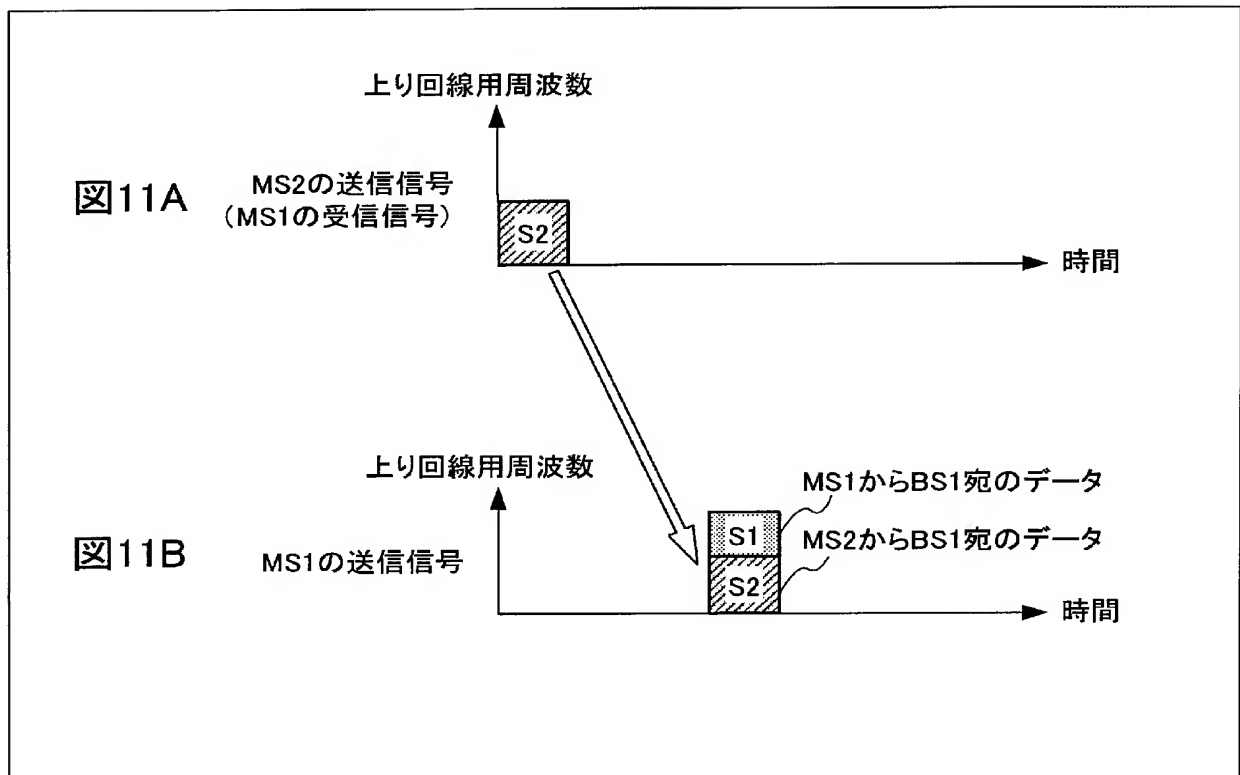 上り回線用周波数
図11A
MS2の送信信号
（MS1の受信信号）
S2
時間
上り回線用周波数
図11B
MS1の送信信号
S1
S2
MS1からBS1宛のデータ
MS2からBS1宛のデータ
時間